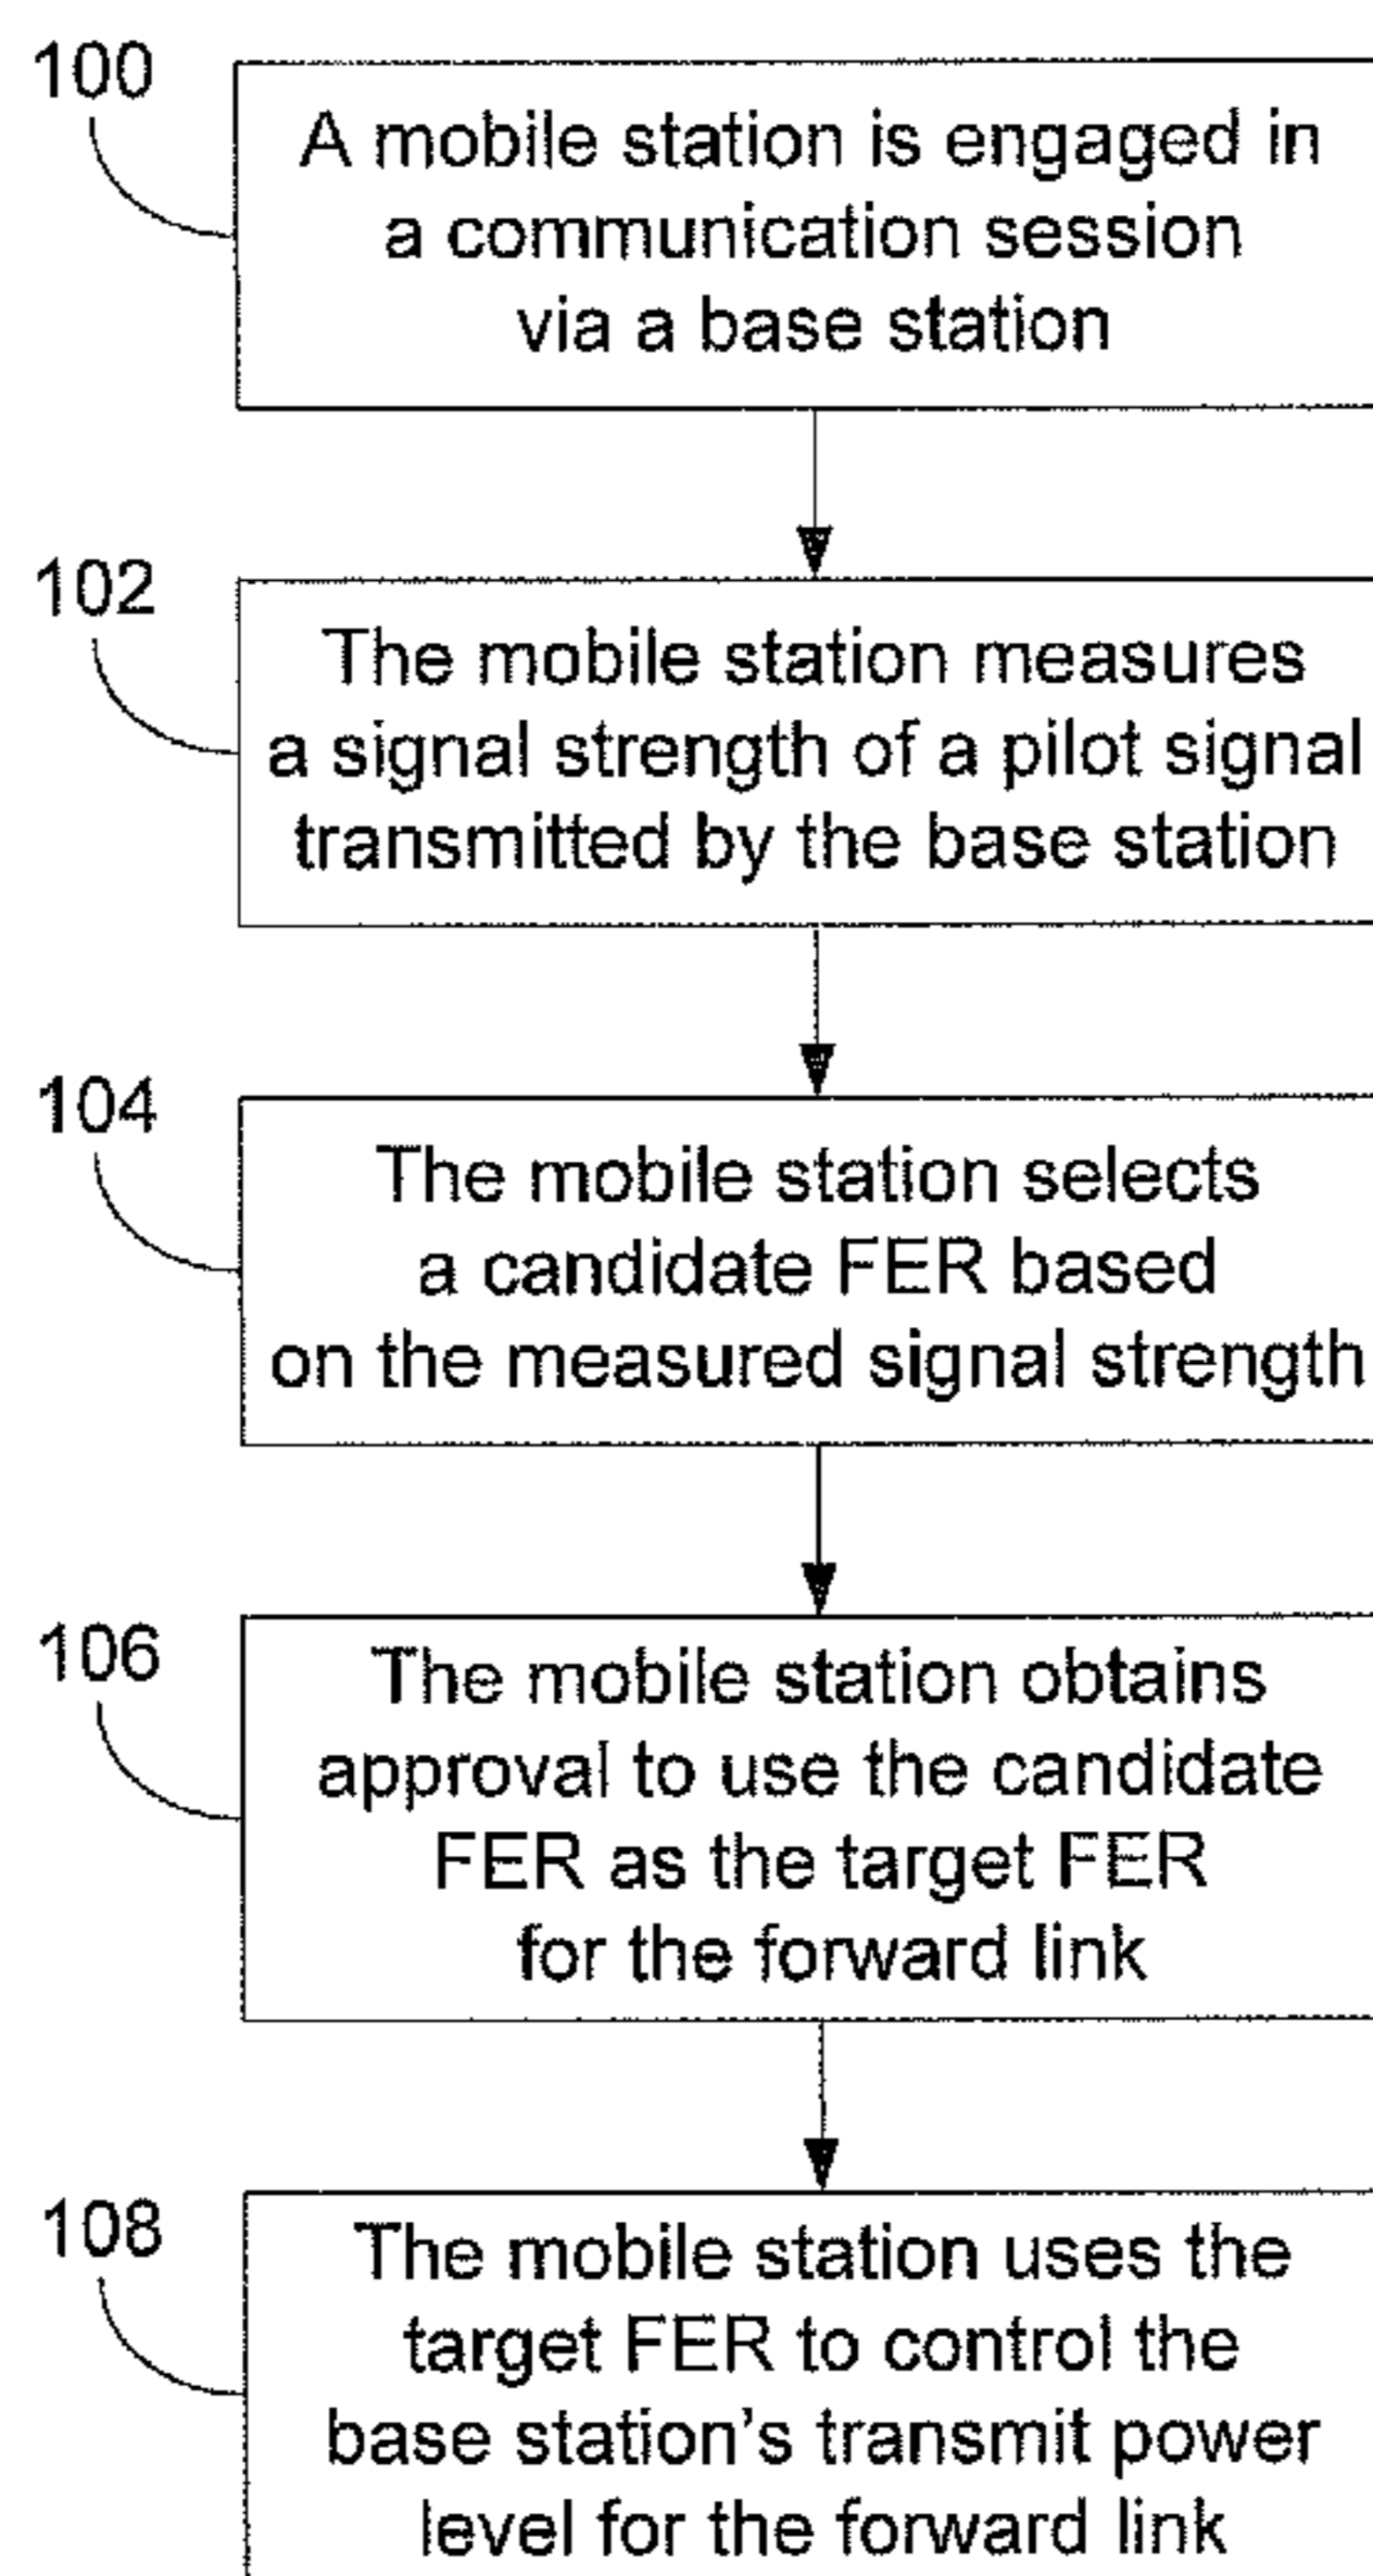 100
A mobile station is engaged in
a communication session
via a base station
102
The mobile station measures
a signal strength of a pilot signal
transmitted by the base station
104
The mobile station selects
a candidate FER based
on the measured signal strength
106
The mobile station obtains
approval to use the candidate
FER as the target FER
for the forward link
108
The mobile station uses the
target FER to control the
base station's transmit power
level for the forward link